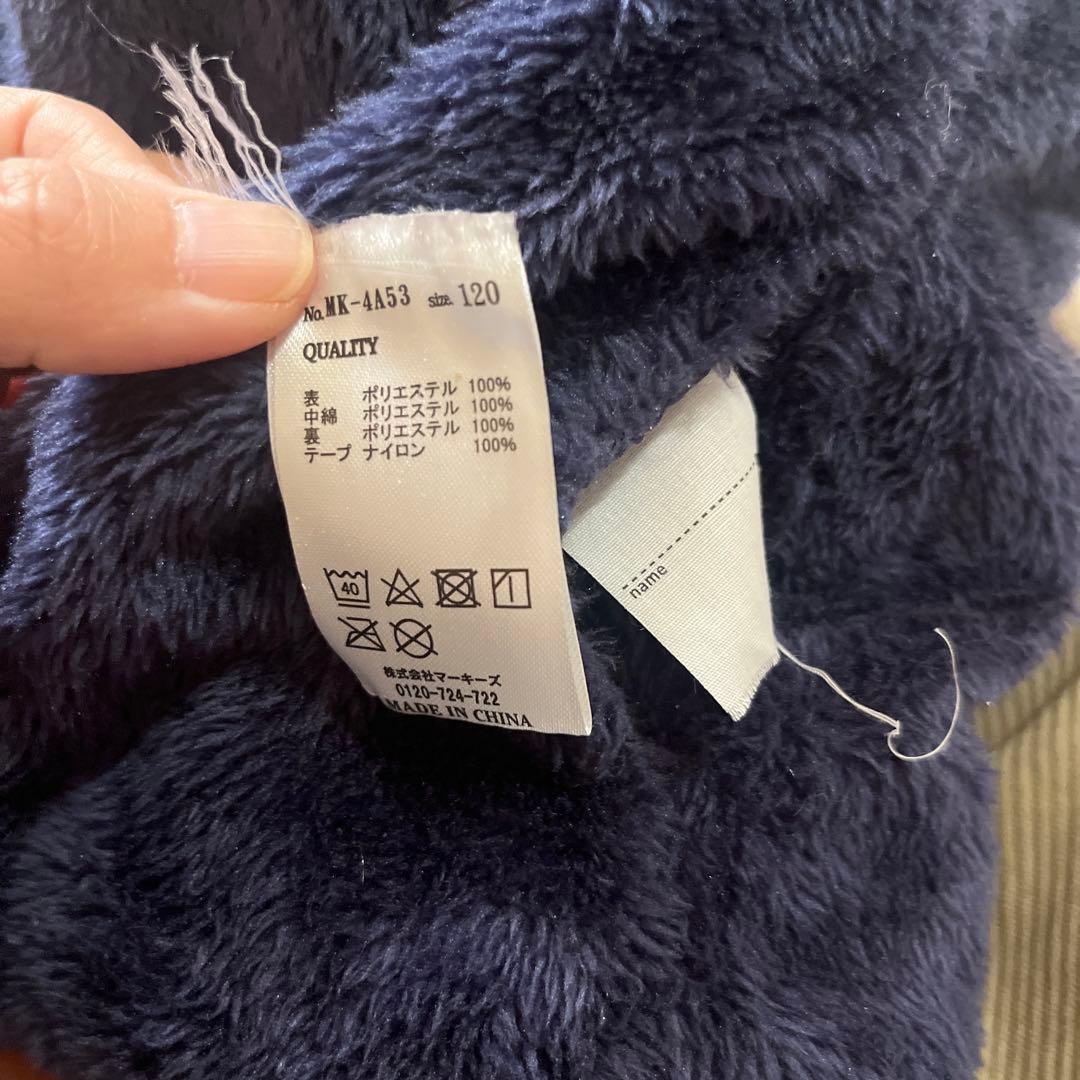 No. MK-4A53 size. 120
QUALITY
表 ポリエステル 100%
中綿 ポリエステル 100%
裏 ポリエステル 100%
テープ ナイロン 100%
40
株式会社マーキーズ
0120-724-722
MADE IN CHINA
name